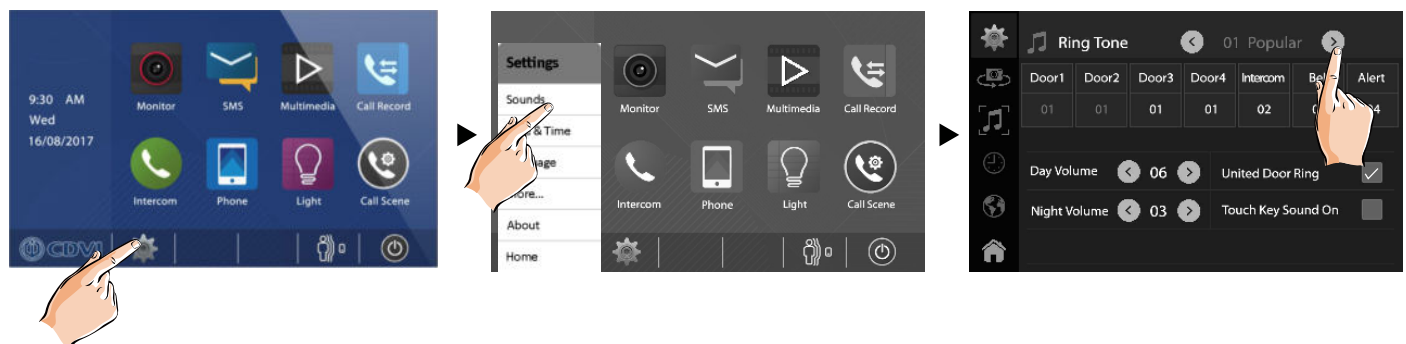 9:30 AM
Wed
16/08/2017
Monitor SMS Multimedia Call Record
Intercom Phone Light Call Scene
CDVI
Settings
Sounds
& Time
More...
About
Home
Monitor SMS Multimedia Call Record
Intercom Phone Light Call Scene
Ring Tone 01 Popular
Door1 Door2 Door3 Door4 Intercom Alert
01 01 01 01 02
Day Volume 06 United Door Ring
Night Volume 03 Touch Key Sound On